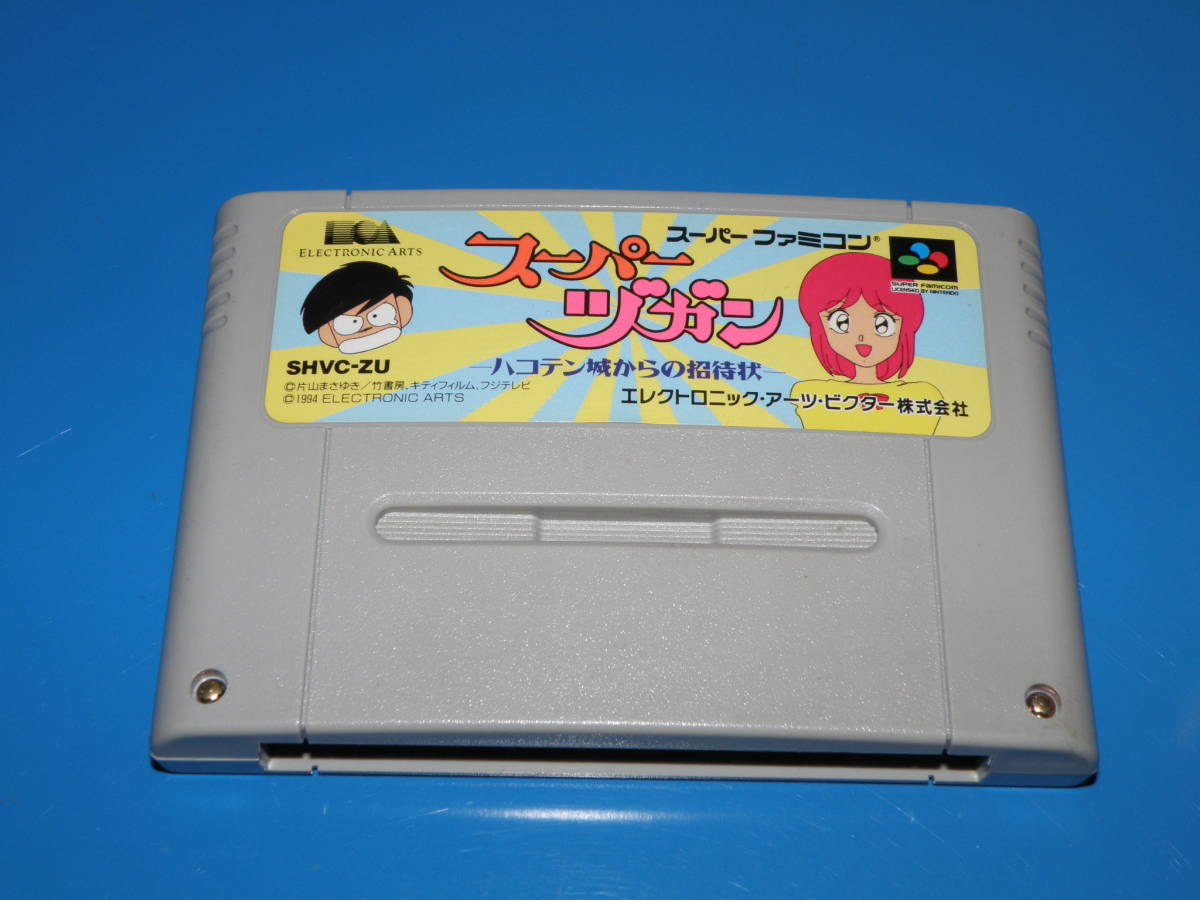 ELECTRONIC ARTS
スーパーファミコン®
スーパー
ヅガン
SUPER FAMICOM
LICENSED BY NINTENDO
SHVC-ZU
―ハコテン城からの招待状―
©片山まさゆき/竹書房、キティフィルム、フジテレビ
©1994 ELECTRONIC ARTS
エレクトロニック・アーツ・ビクター株式会社